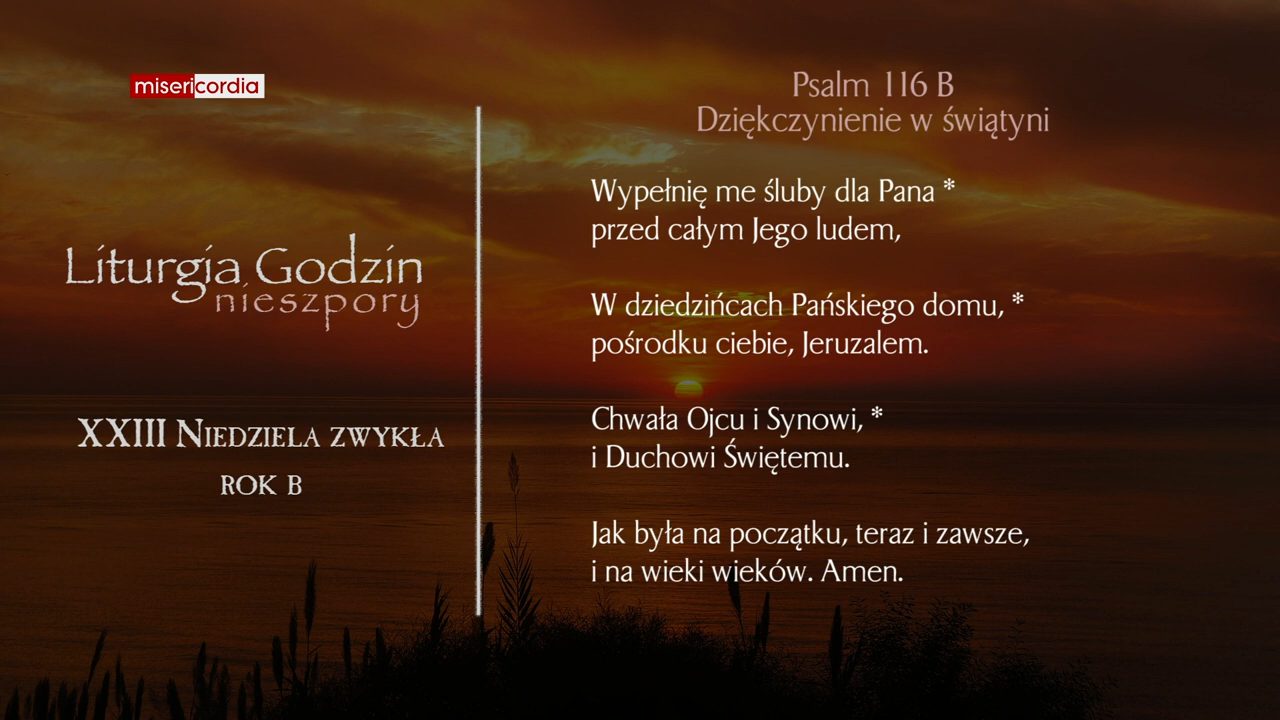 misericordia
Liturgia Godzin
nieszpory
XXIII Niedziela zwykła
rok B
Psalm 116 B
Dziękczynienie w świątyni
Wypełnię me śluby dla Pana *
przed całym Jego ludem,
W dziedzińcach Pańskiego domu, *
pośrodku ciebie, Jeruzalem.
Chwała Ojcu i Synowi, *
i Duchowi Świętemu.
Jak była na początku, teraz i zawsze,
i na wieki wieków. Amen.